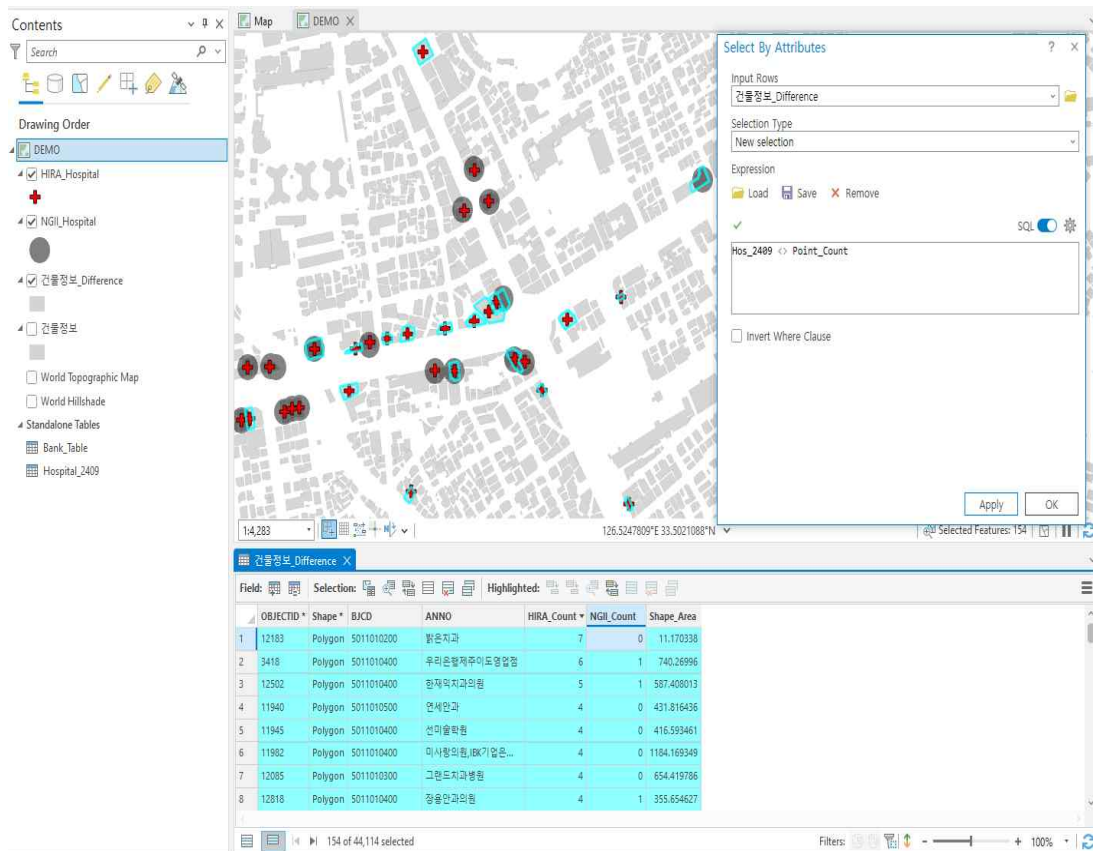 Contents
Search
Drawing Order
DEMO
HIRA_Hospital
NGII_Hospital
건물정보_Difference
건물정보
World Topographic Map
World Hillshade
Standalone Tables
Bank_Table
Hospital_2409
Map
DEMO
Select By Attributes
?
Input Rows
건물정보_Difference
Selection Type
New selection
Expression
Load Save Remove
SQL
Hos_2409 <> Point_Count
Invert Where Clause
Apply OK
1:4,283
126.5247809°E 33.5021088°N
Selected Features: 154
건물정보_Difference
Field: Selection: Highlighted:
OBJECTID * Shape * BJCD ANNO HIRA_Count NGII_Count Shape_Area
1 12183 Polygon 5011010200 밝은치과 7 0 11.170338
2 3418 Polygon 5011010400 우리은행제주이도영업점 6 1 740.26996
3 12502 Polygon 5011010400 한재익치과의원 5 1 587.408013
4 11940 Polygon 5011010500 연세안과 4 0 431.816436
5 11945 Polygon 5011010400 선미술학원 4 0 416.593461
6 11982 Polygon 5011010400 미사랑의원,IBK기업은... 4 0 1184.169349
7 12085 Polygon 5011010300 그랜드치과병원 4 0 654.419786
8 12818 Polygon 5011010400 장용안과의원 4 1 355.654627
154 of 44,114 selected
Filters:
- + 100%